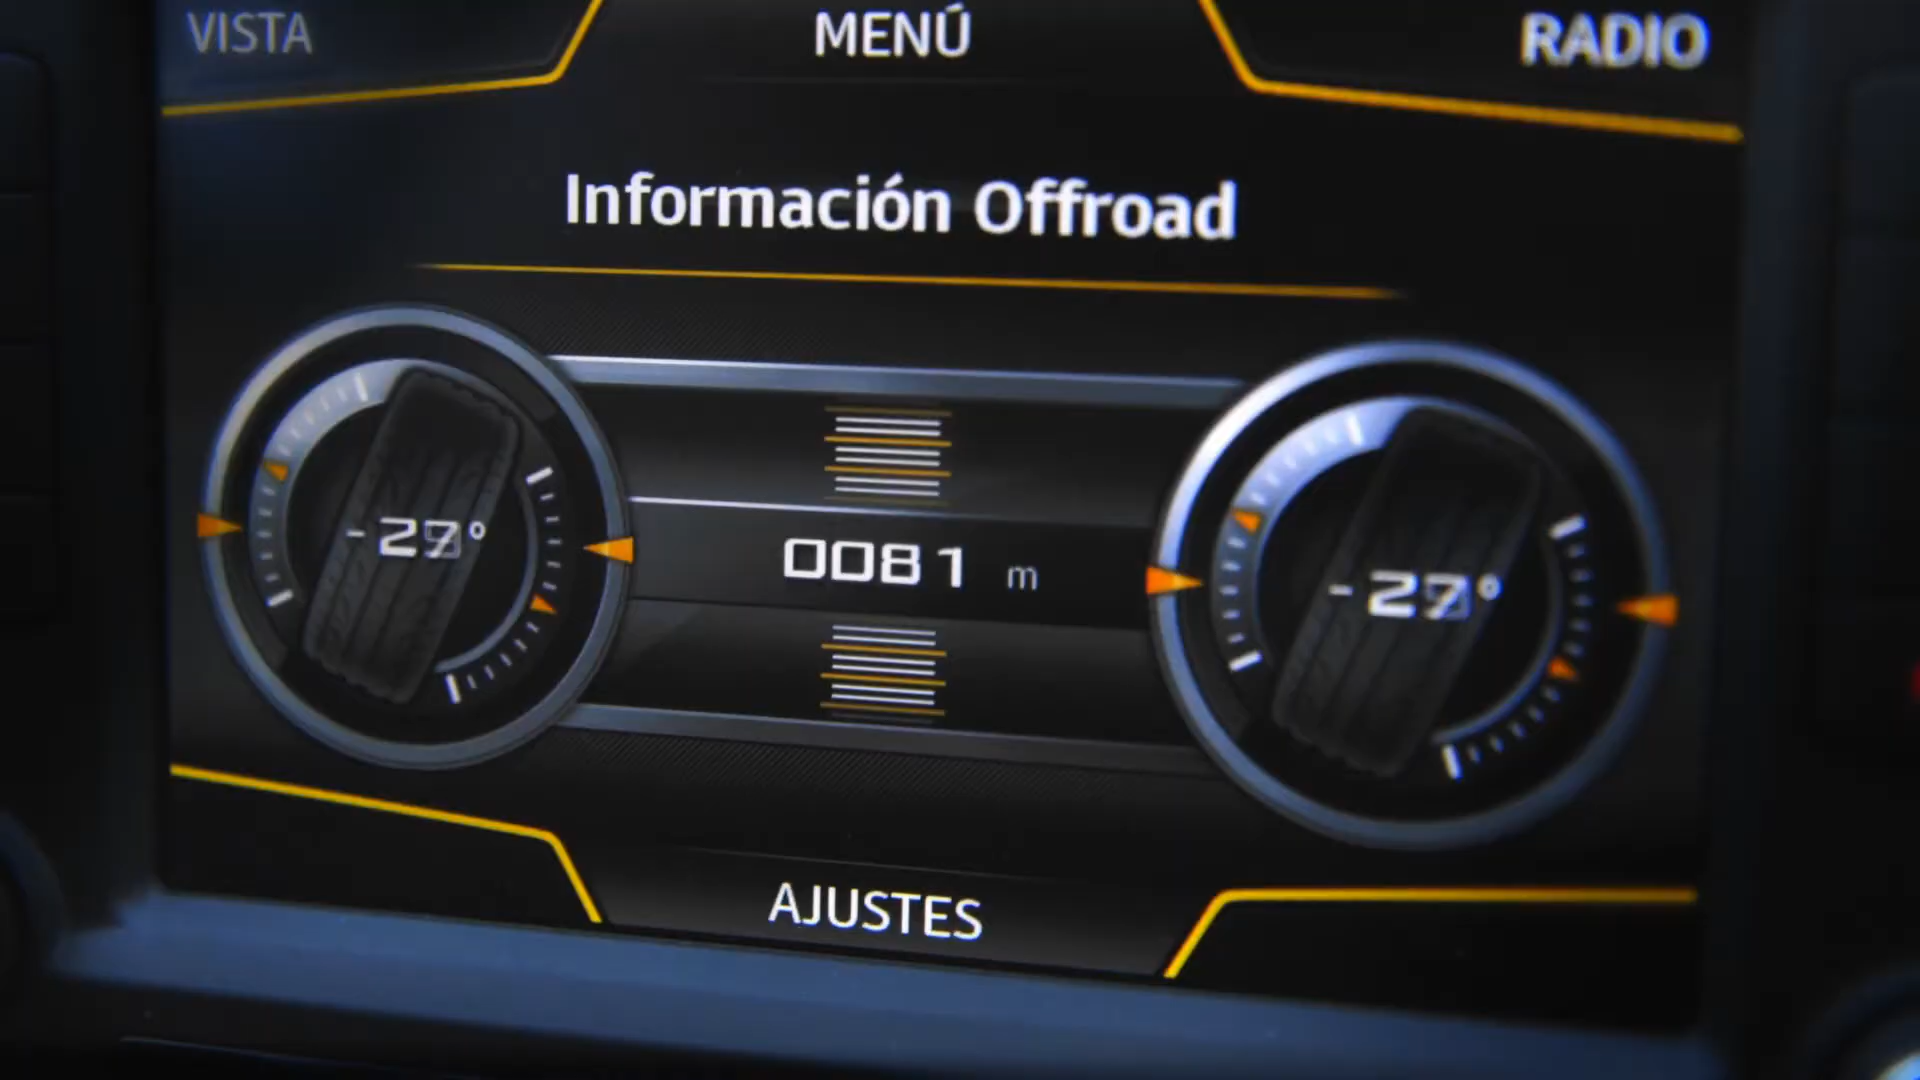 VISTA
MENÚ
RADIO
Información Offroad
0081 m
AJUSTES